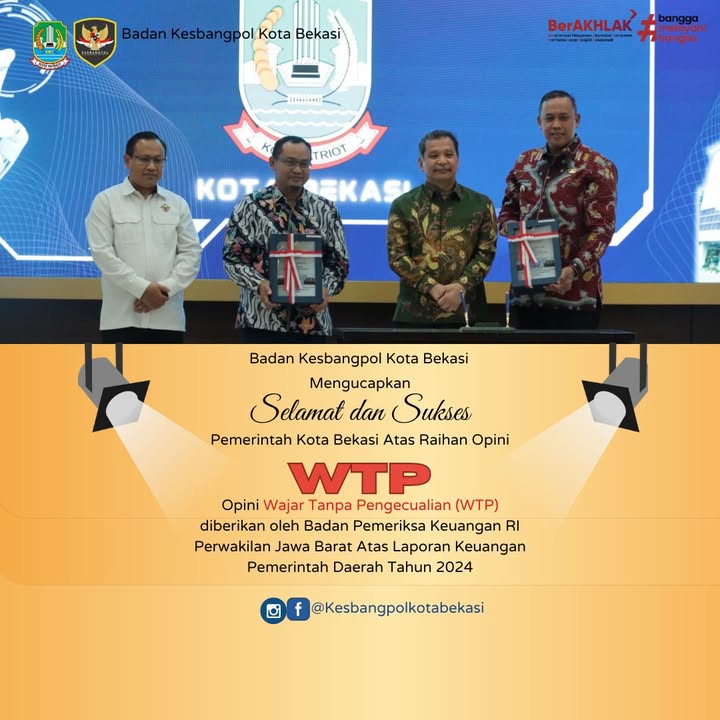 Badan Kesbangpol Kota Bekasi
BerAKHLAK
#bangga
melayani
bangsa
KOTA PATRIOT
KOTA BEKASI
Badan Kesbangpol Kota Bekasi
Mengucapkan
Selamat dan Sukses
Pemerintah Kota Bekasi Atas Raihan Opini
WTP
Opini Wajar Tanpa Pengecualian (WTP)
diberikan oleh Badan Pemeriksa Keuangan RI
Perwakilan Jawa Barat Atas Laporan Keuangan
Pemerintah Daerah Tahun 2024
@Kesbangpolkotabekasi